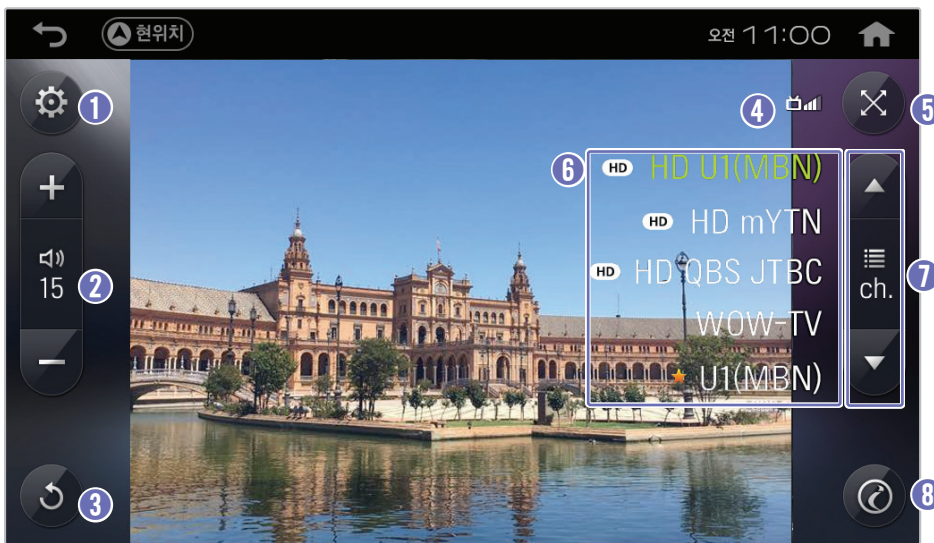 현위치
오전 11:00
1
4
5
6
HD HD U1(MBN)
HD HD mYTN
HD HD QBS JTBC
WOW-TV
U1(MBN)
15
2
ch.
7
3
8